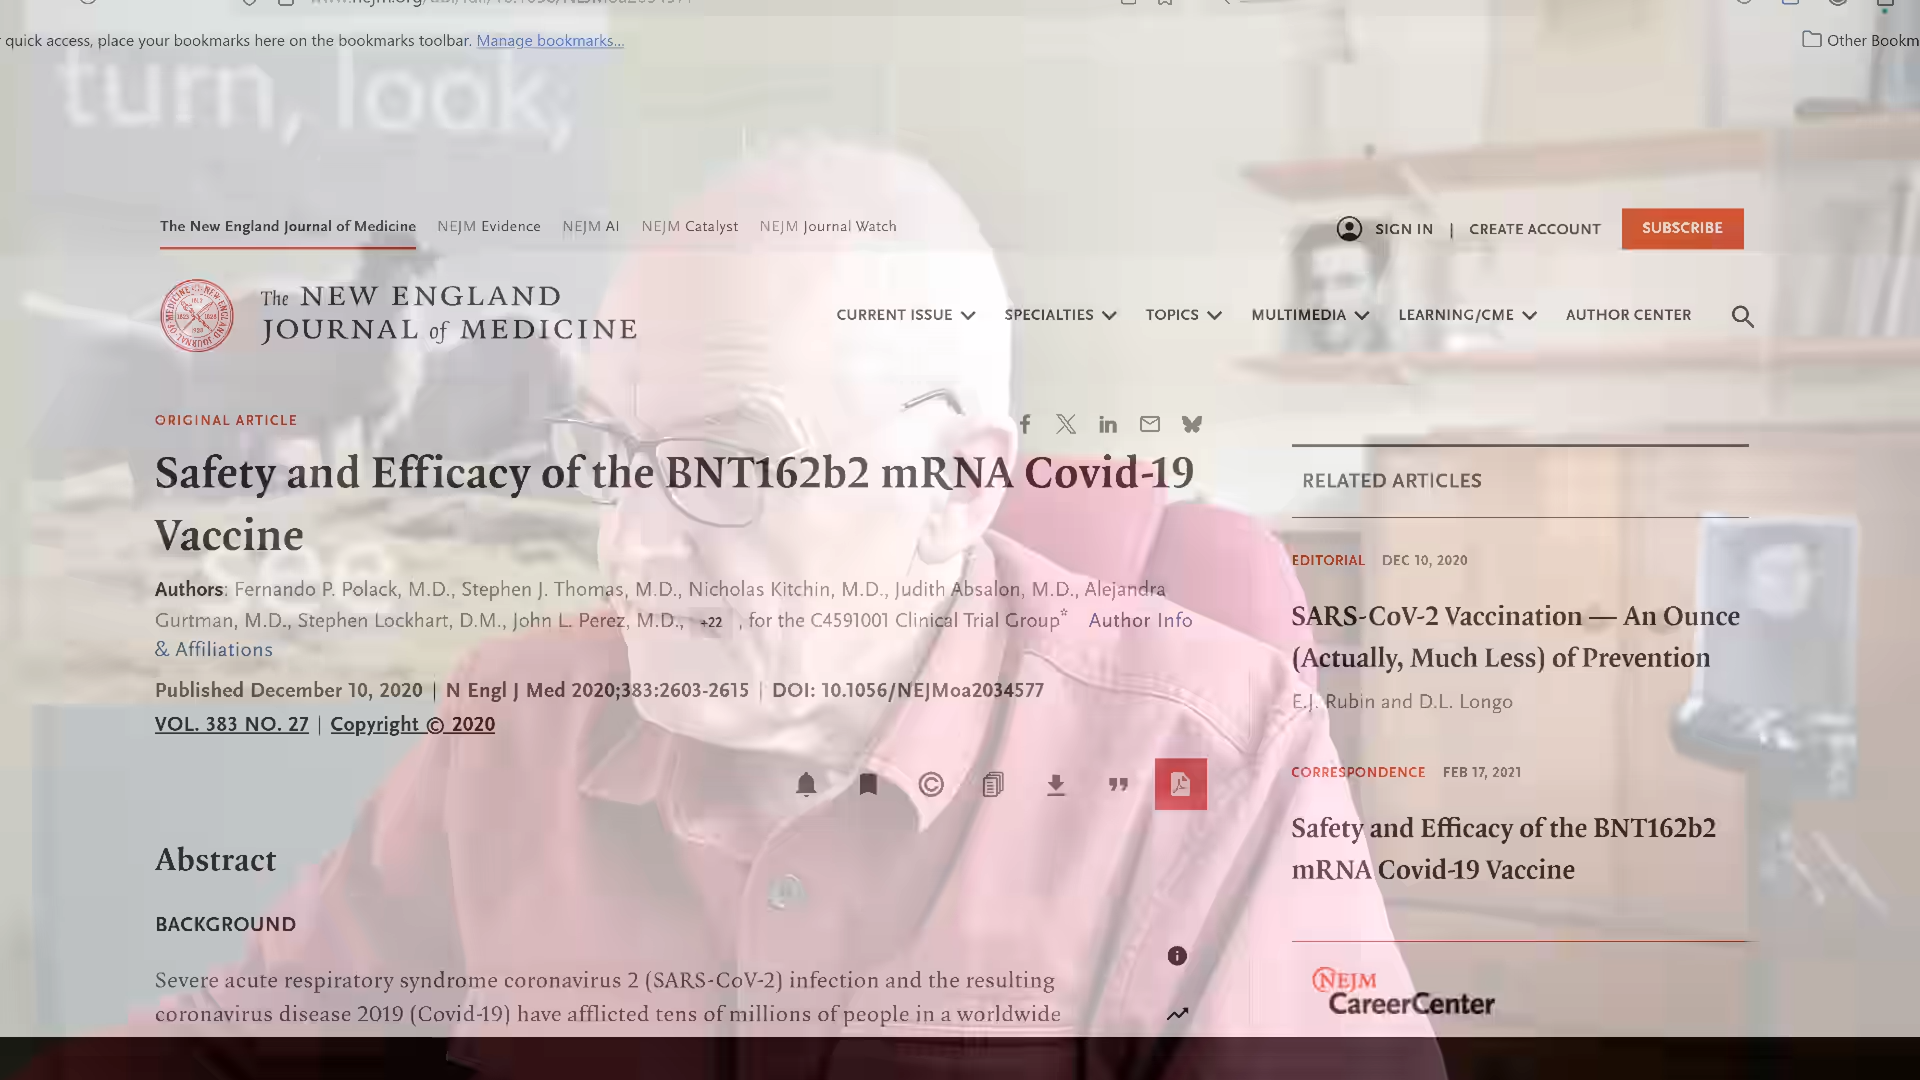 quick access, place your bookmarks here on the bookmarks toolbar. Manage bookmarks...
Other Bookm
turn, look,
The New England Journal of Medicine NEJM Evidence NEJM AI NEJM Catalyst NEJM Journal Watch
SIGN IN | CREATE ACCOUNT SUBSCRIBE
The NEW ENGLAND
JOURNAL of MEDICINE
CURRENT ISSUE SPECIALTIES TOPICS MULTIMEDIA LEARNING/CME AUTHOR CENTER
ORIGINAL ARTICLE
Safety and Efficacy of the BNT162b2 mRNA Covid-19
Vaccine
see
Authors: Fernando P. Polack, M.D., Stephen J. Thomas, M.D., Nicholas Kitchin, M.D., Judith Absalon, M.D., Alejandra
Gurtman, M.D., Stephen Lockhart, D.M., John L. Perez, M.D., +22 , for the C4591001 Clinical Trial Group* Author Info
& Affiliations
Published December 10, 2020 | N Engl J Med 2020;383:2603-2615 | DOI: 10.1056/NEJMoa2034577
VOL. 383 NO. 27 | Copyright © 2020
Abstract
BACKGROUND
Severe acute respiratory syndrome coronavirus 2 (SARS-CoV-2) infection and the resulting
coronavirus disease 2019 (Covid-19) have afflicted tens of millions of people in a worldwide
RELATED ARTICLES
EDITORIAL DEC 10, 2020
SARS-CoV-2 Vaccination — An Ounce
(Actually, Much Less) of Prevention
E.J. Rubin and D.L. Longo
CORRESPONDENCE FEB 17, 2021
Safety and Efficacy of the BNT162b2
mRNA Covid-19 Vaccine
NEJM
CareerCenter